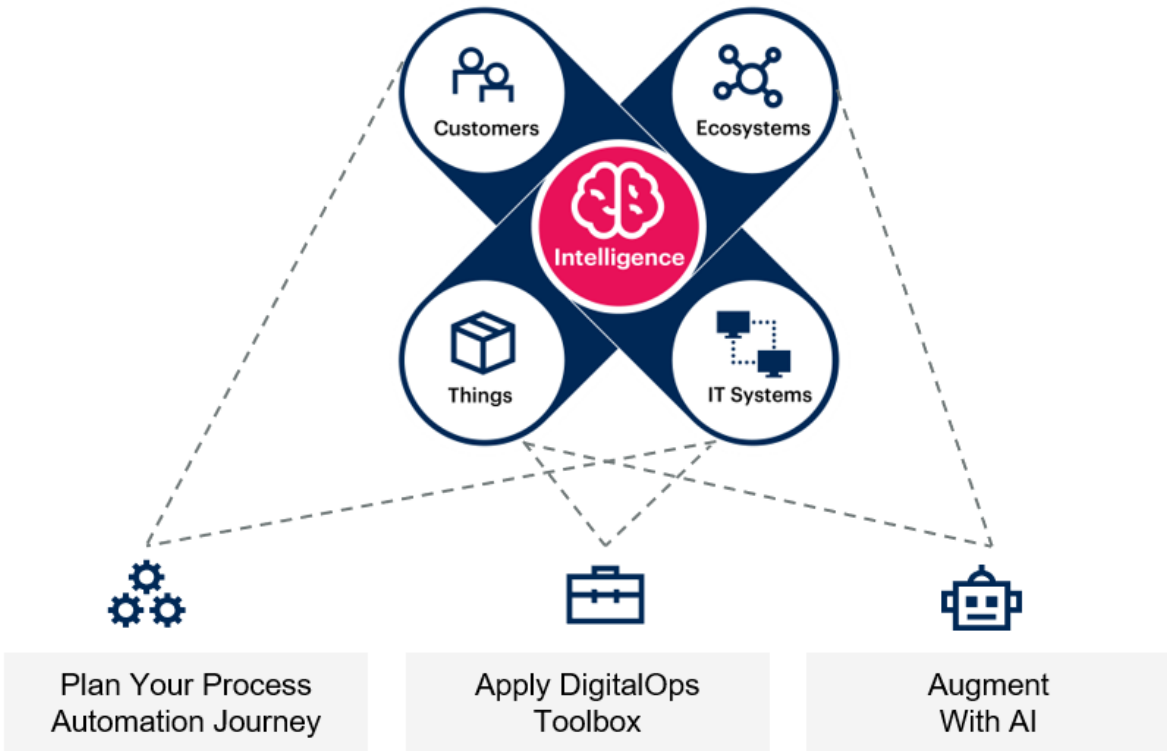 Customers
Ecosystems
Intelligence
Things
IT Systems
Plan Your Process
Automation Journey
Apply DigitalOps
Toolbox
Augment
With AI